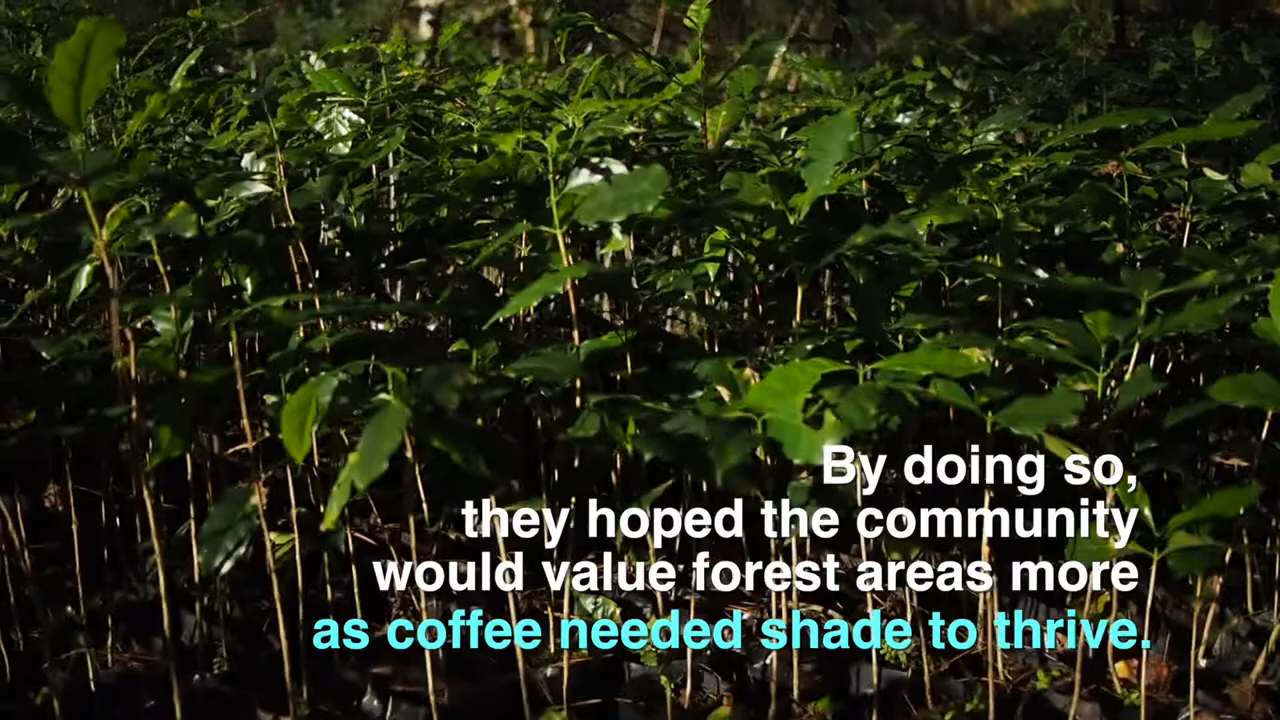 By doing so,
they hoped the community
would value forest areas more
as coffee needed shade to thrive.